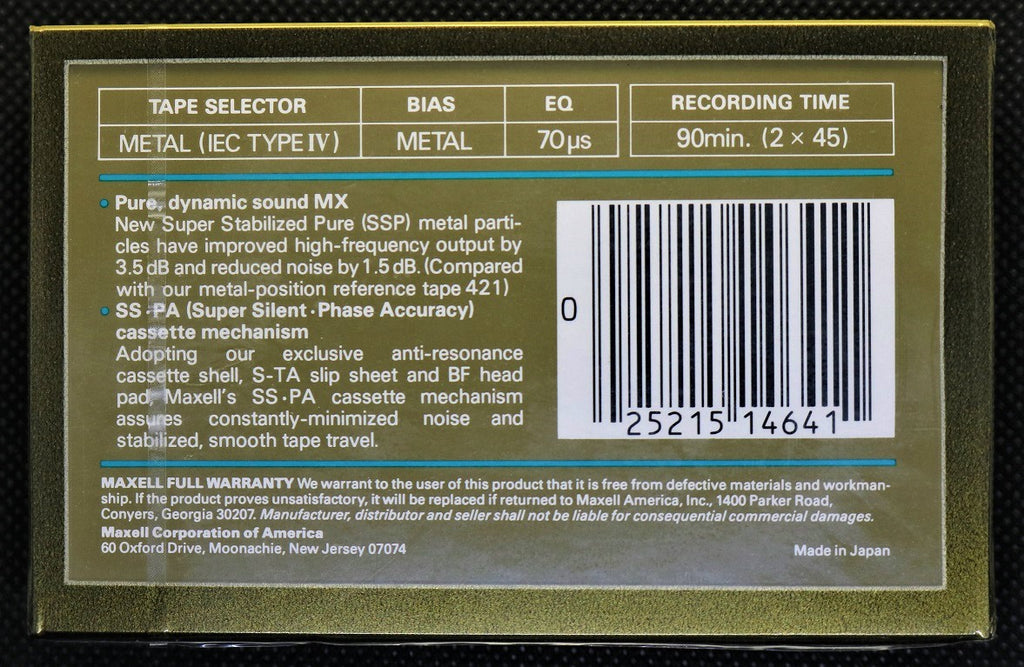 TAPE SELECTOR BIAS EQ RECORDING TIME
METAL (IEC TYPE IV) METAL 70µs 90min. (2 × 45)
• Pure, dynamic sound MX
New Super Stabilized Pure (SSP) metal parti-
cles have improved high-frequency output by
3.5 dB and reduced noise by 1.5 dB. (Compared
with our metal-position reference tape 421)
• SS·PA (Super Silent·Phase Accuracy)
cassette mechanism
Adopting our exclusive anti-resonance
cassette shell, S-TA slip sheet and BF head
pad, Maxell's SS·PA cassette mechanism
assures constantly-minimized noise and
stabilized, smooth tape travel.
0
25215 14641
MAXELL FULL WARRANTY We warrant to the user of this product that it is free from defective materials and workman-
ship. If the product proves unsatisfactory, it will be replaced if returned to Maxell America, Inc., 1400 Parker Road,
Conyers, Georgia 30207. Manufacturer, distributor and seller shall not be liable for consequential commercial damages.
Maxell Corporation of America
60 Oxford Drive, Moonachie, New Jersey 07074
Made in Japan